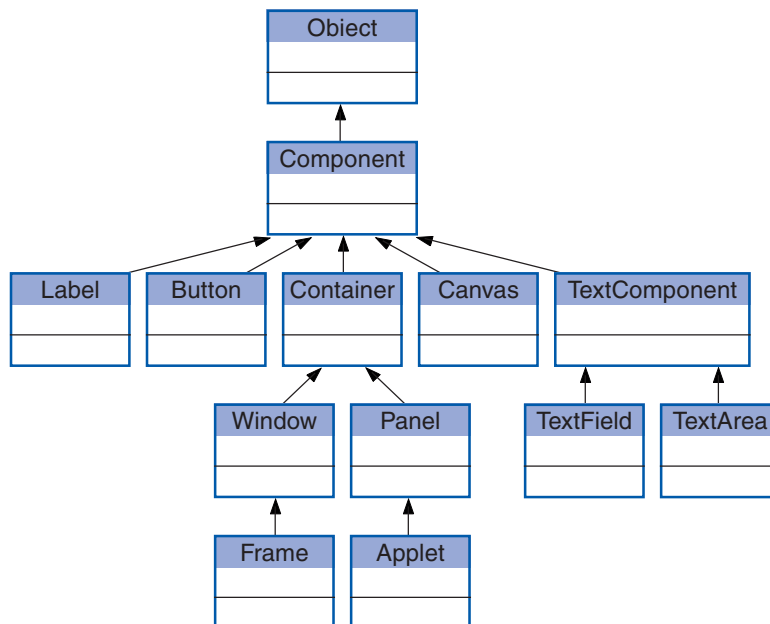 Obiect
Component
Label Button Container Canvas TextComponent
Window Panel TextField TextArea
Frame Applet